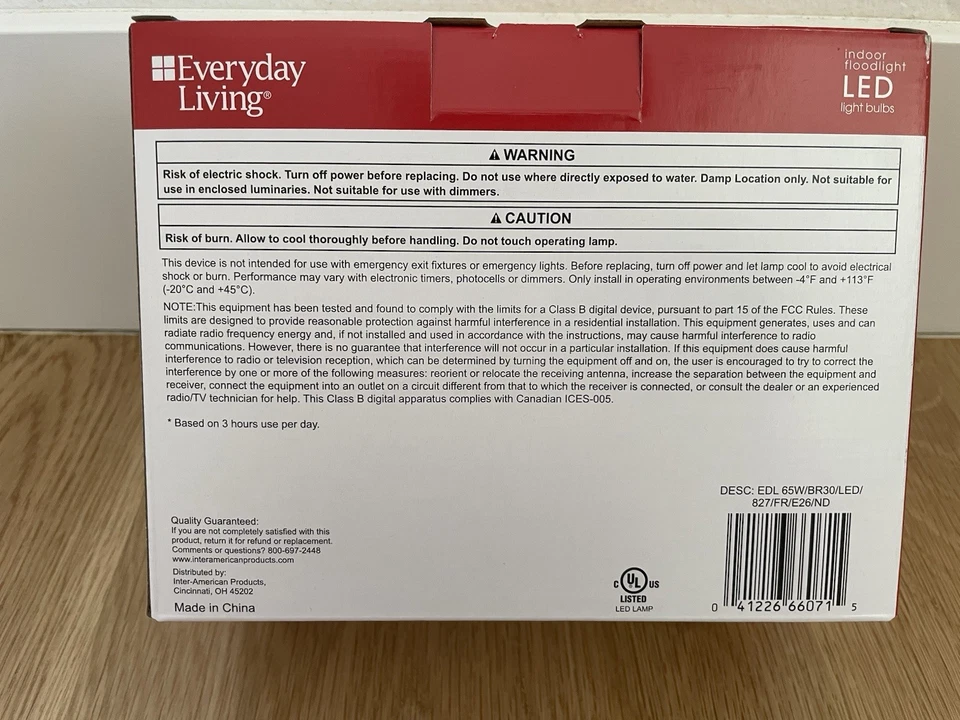 Everyday
Living®
indoor
floodlight
LED
light bulbs
⚠ WARNING
Risk of electric shock. Turn off power before replacing. Do not use where directly exposed to water. Damp Location only. Not suitable for
use in enclosed luminaries. Not suitable for use with dimmers.
⚠ CAUTION
Risk of burn. Allow to cool thoroughly before handling. Do not touch operating lamp.
This device is not intended for use with emergency exit fixtures or emergency lights. Before replacing, turn off power and let lamp cool to avoid electrical
shock or burn. Performance may vary with electronic timers, photocells or dimmers. Only install in operating environments between -4°F and +113°F
(-20°C and +45°C).
NOTE:This equipment has been tested and found to comply with the limits for a Class B digital device, pursuant to part 15 of the FCC Rules. These
limits are designed to provide reasonable protection against harmful interference in a residential installation. This equipment generates, uses and can
radiate radio frequency energy and, if not installed and used in accordance with the instructions, may cause harmful interference to radio
communications. However, there is no guarantee that interference will not occur in a particular installation. If this equipment does cause harmful
interference to radio or television reception, which can be determined by turning the equipment off and on, the user is encouraged to try to correct the
interference by one or more of the following measures: reorient or relocate the receiving antenna, increase the separation between the equipment and
receiver, connect the equipment into an outlet on a circuit different from that to which the receiver is connected, or consult the dealer or an experienced
radio/TV technician for help. This Class B digital apparatus complies with Canadian ICES-005.
* Based on 3 hours use per day.
DESC: EDL 65W/BR30/LED/
827/FR/E26/ND
Quality Guaranteed:
If you are not completely satisfied with this
product, return it for refund or replacement.
Comments or questions? 800-697-2448
www.interamericanproducts.com
Distributed by:
Inter-American Products,
Cincinnati, OH 45202
Made in China
C UL US
LISTED
LED LAMP
0 41226 66071 5